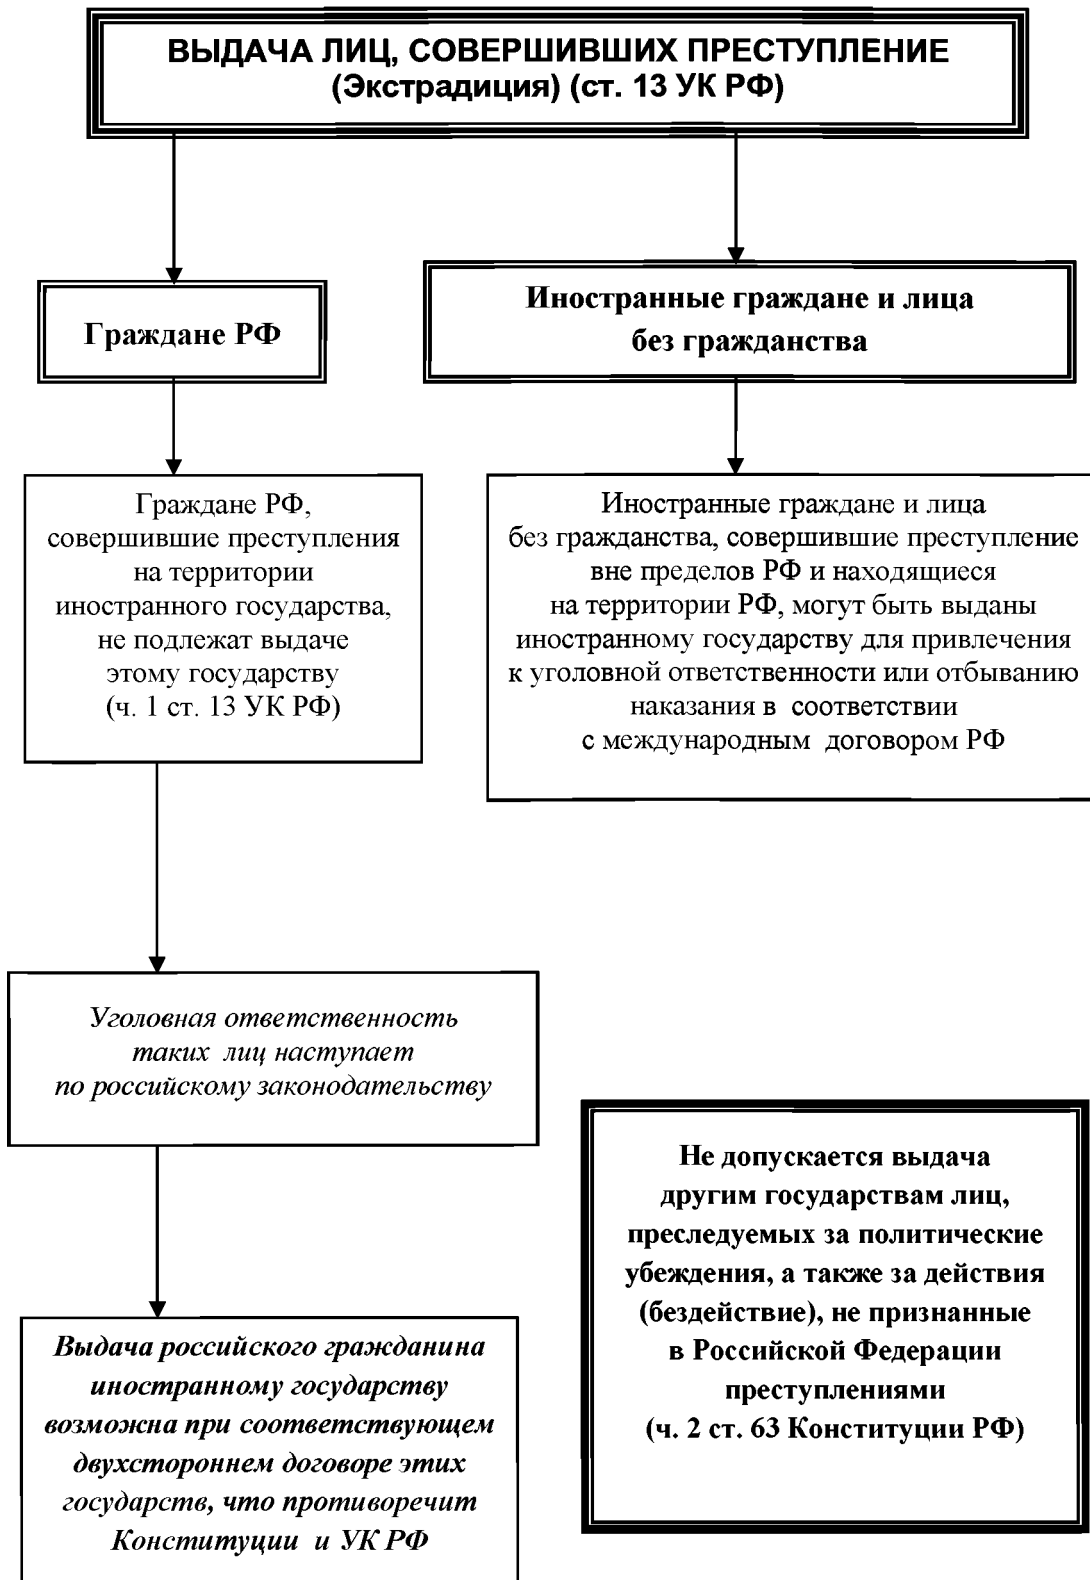 ВЫДАЧА ЛИЦ, СОВЕРШИВШИХ ПРЕСТУПЛЕНИЕ
(Экстрадиция) (ст. 13 УК РФ)
Граждане РФ
Иностранные граждане и лица
без гражданства
Граждане РФ,
совершившие преступления
на территории
иностранного государства,
не подлежат выдаче
этому государству
(ч. 1 ст. 13 УК РФ)
Иностранные граждане и лица
без гражданства, совершившие преступление
вне пределов РФ и находящиеся
на территории РФ, могут быть выданы
иностранному государству для привлечения
к уголовной ответственности или отбыванию
наказания в соответствии
с международным договором РФ
Уголовная ответственность
таких лиц наступает
по российскому законодательству
Не допускается выдача
другим государствам лиц,
преследуемых за политические
убеждения, а также за действия
(бездействие), не признанные
в Российской Федерации
преступлениями
(ч. 2 ст. 63 Конституции РФ)
Выдача российского гражданина
иностранному государству
возможна при соответствующем
двухстороннем договоре этих
государств, что противоречит
Конституции и УК РФ